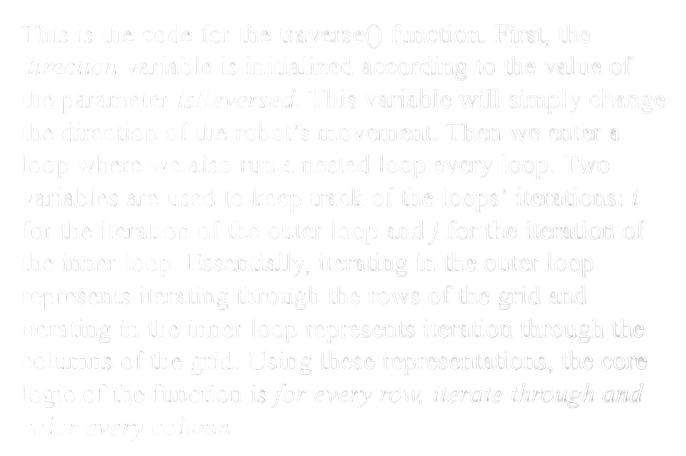 This is the code for the traverse() function. First, the
direction variable is initialized according to the value of
the parameter isReversed. This variable will simply change
the direction of the robot's movement. Then we enter a
loop where we also run a nested loop every loop. Two
variables are used to keep track of the loops' iterations: i
for the iteration of the outer loop and j for the iteration of
the inner loop. Essentially, iterating in the outer loop
represents iterating through the rows of the grid and
iterating in the inner loop represents iteration through the
columns of the grid. Using these representations, the core
logic of the function is for every row, iterate through and
color every column.